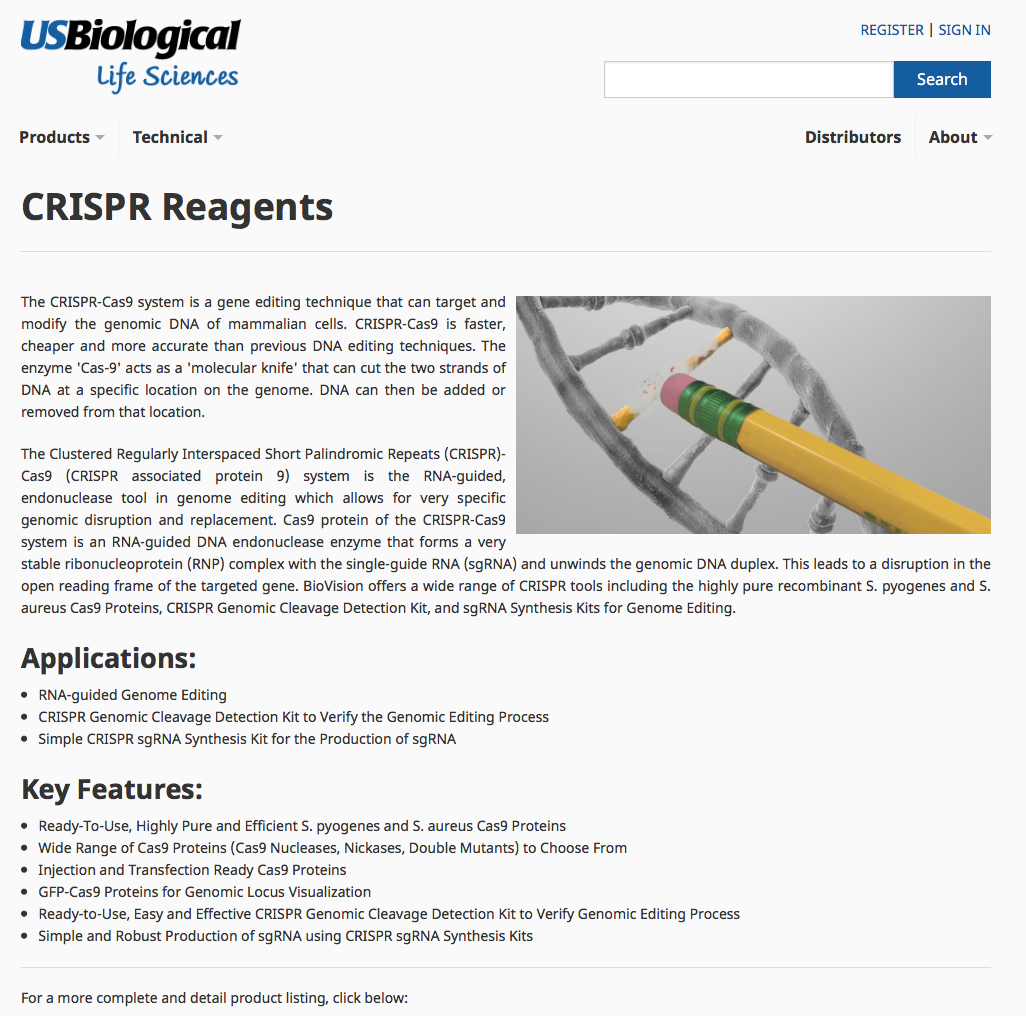 USBiological
Life Sciences
REGISTER | SIGN IN
Search
Products
Technical
Distributors
About
CRISPR Reagents
The CRISPR-Cas9 system is a gene editing technique that can target and
modify the genomic DNA of mammalian cells. CRISPR-Cas9 is faster,
cheaper and more accurate than previous DNA editing techniques. The
enzyme 'Cas-9' acts as a 'molecular knife' that can cut the two strands of
DNA at a specific location on the genome. DNA can then be added or
removed from that location.
The Clustered Regularly Interspaced Short Palindromic Repeats (CRISPR)-
Cas9 (CRISPR associated protein 9) system is the RNA-guided,
endonuclease tool in genome editing which allows for very specific
genomic disruption and replacement. Cas9 protein of the CRISPR-Cas9
system is an RNA-guided DNA endonuclease enzyme that forms a very
stable ribonucleoprotein (RNP) complex with the single-guide RNA (sgRNA) and unwinds the genomic DNA duplex. This leads to a disruption in the
open reading frame of the targeted gene. BioVision offers a wide range of CRISPR tools including the highly pure recombinant S. pyogenes and S.
aureus Cas9 Proteins, CRISPR Genomic Cleavage Detection Kit, and sgRNA Synthesis Kits for Genome Editing.
Applications:
• RNA-guided Genome Editing
• CRISPR Genomic Cleavage Detection Kit to Verify the Genomic Editing Process
• Simple CRISPR sgRNA Synthesis Kit for the Production of sgRNA
Key Features:
• Ready-To-Use, Highly Pure and Efficient S. pyogenes and S. aureus Cas9 Proteins
• Wide Range of Cas9 Proteins (Cas9 Nucleases, Nickases, Double Mutants) to Choose From
• Injection and Transfection Ready Cas9 Proteins
• GFP-Cas9 Proteins for Genomic Locus Visualization
• Ready-to-Use, Easy and Effective CRISPR Genomic Cleavage Detection Kit to Verify Genomic Editing Process
• Simple and Robust Production of sgRNA using CRISPR sgRNA Synthesis Kits
For a more complete and detail product listing, click below: